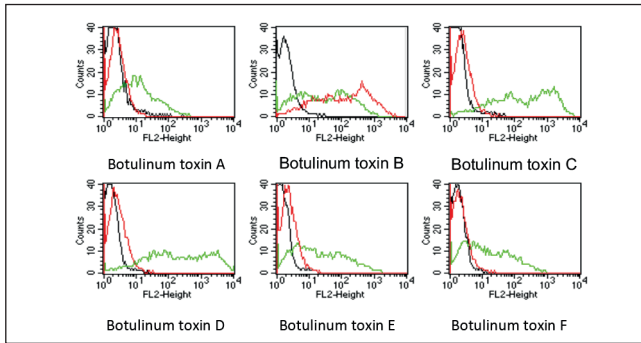 Counts
40
30
20
10
0
10⁰ 10¹ 10² 10³ 10⁴
FL2-Height
Botulinum toxin A
Counts
40
30
20
10
0
10⁰ 10¹ 10² 10³ 10⁴
FL2-Height
Botulinum toxin B
Counts
40
30
20
10
0
10⁰ 10¹ 10² 10³ 10⁴
FL2-Height
Botulinum toxin C
Counts
40
30
20
10
0
10⁰ 10¹ 10² 10³ 10⁴
FL2-Height
Botulinum toxin D
Counts
40
30
20
10
0
10⁰ 10¹ 10² 10³ 10⁴
FL2-Height
Botulinum toxin E
Counts
40
30
20
10
0
10⁰ 10¹ 10² 10³ 10⁴
FL2-Height
Botulinum toxin F